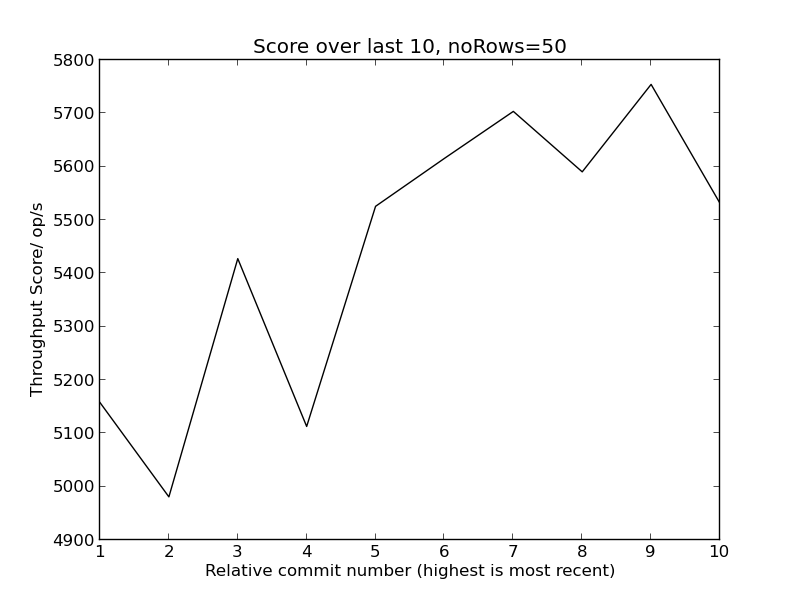 Score over last 10, noRows=50
5800
5700
5600
5500
5400
5300
5200
5100
5000
4900
Throughput Score/ op/s
1 2 3 4 5 6 7 8 9 10
Relative commit number (highest is most recent)